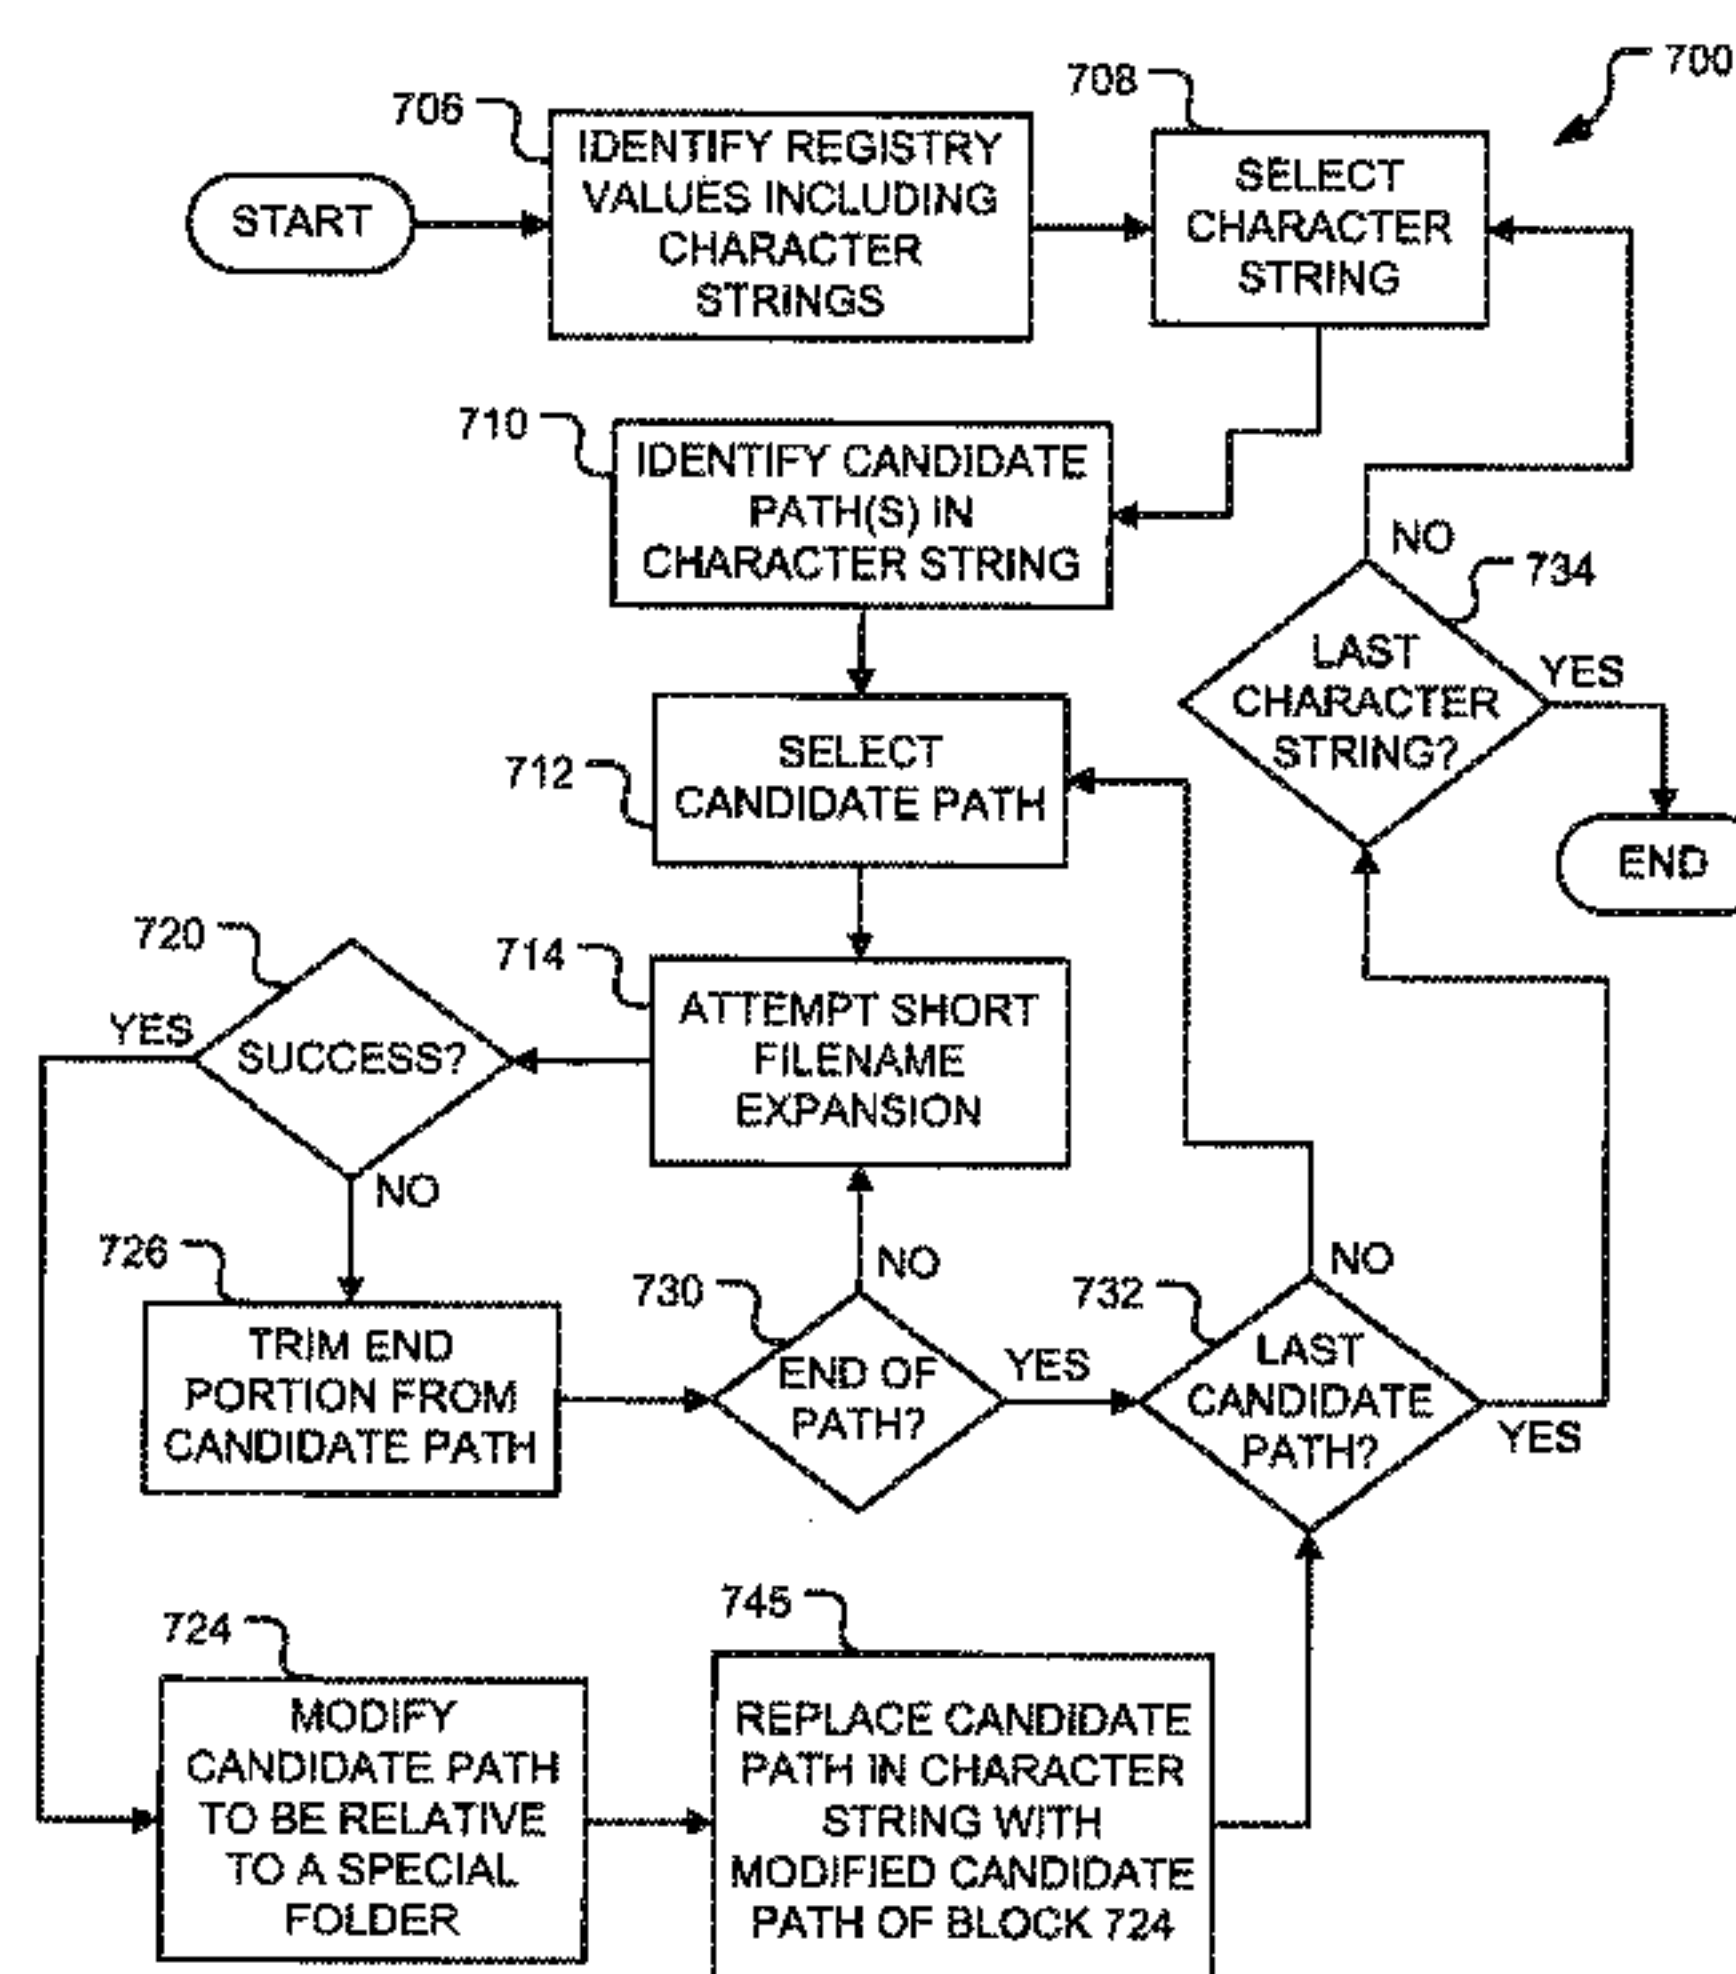 700
706
708
START
IDENTIFY REGISTRY
VALUES INCLUDING
CHARACTER
STRINGS
SELECT
CHARACTER
STRING
710
IDENTIFY CANDIDATE
PATH(S) IN
CHARACTER STRING
NO
734
LAST
CHARACTER
STRING?
YES
END
712
SELECT
CANDIDATE PATH
720
YES
SUCCESS?
NO
714
ATTEMPT SHORT
FILENAME
EXPANSION
726
TRIM END
PORTION FROM
CANDIDATE PATH
730
NO
END OF
PATH?
YES
732
NO
LAST
CANDIDATE
PATH?
YES
724
MODIFY
CANDIDATE PATH
TO BE RELATIVE
TO A SPECIAL
FOLDER
745
REPLACE CANDIDATE
PATH IN CHARACTER
STRING WITH
MODIFIED CANDIDATE
PATH OF BLOCK 724